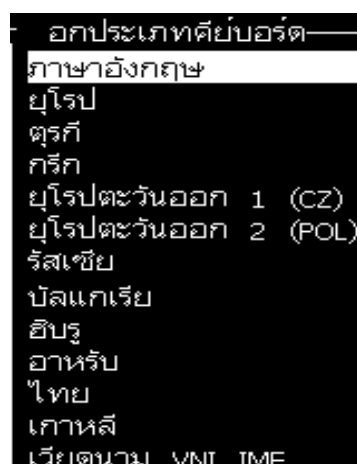 อกประเภทคีย์บอร์ด
ภาษาอังกฤษ
ยุโรป
ตุรกี
กรีก
ยุโรปตะวันออก 1 (CZ)
ยุโรปตะวันออก 2 (POL)
รัสเซีย
บัลแกเรีย
ฮิบรู
อาหรับ
ไทย
เกาหลี
เวียดนาม VNI IME